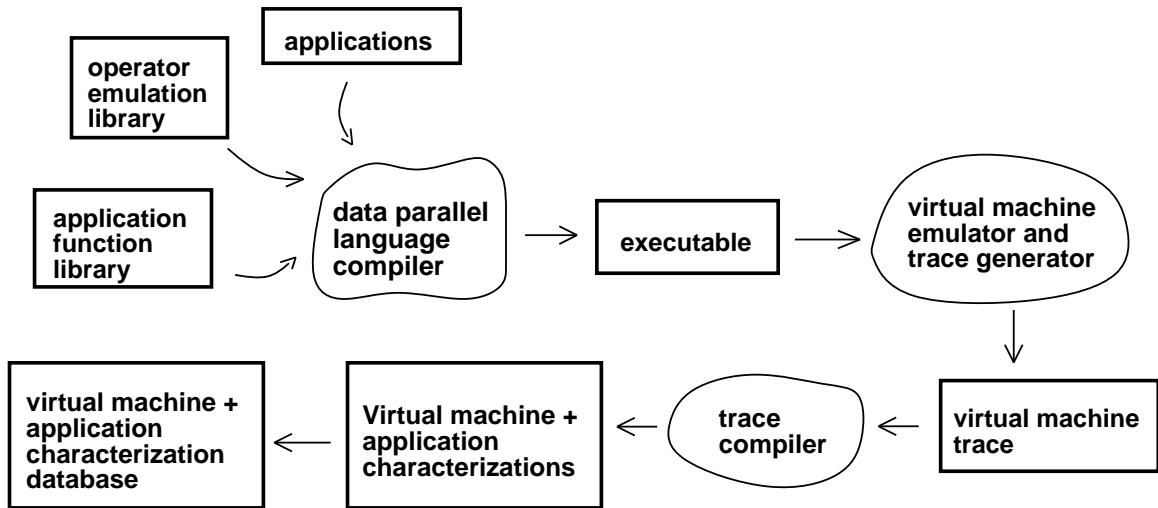 applications
operator
emulation
library
application
function
library
data parallel
language
compiler
executable
virtual machine
emulator and
trace generator
virtual machine
trace
trace
compiler
Virtual machine +
application
characterizations
virtual machine +
application
characterization
database